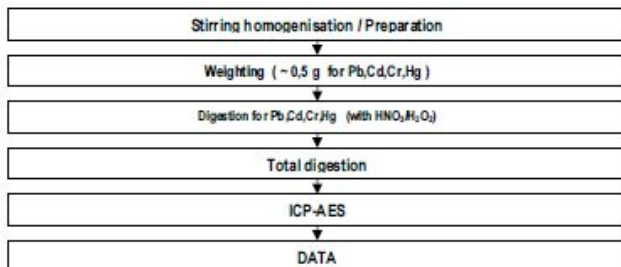 Stirring homogenisation / Preparation
Weighting ( ~ 0,5 g for Pb,Cd,Cr,Hg )
Digestion for Pb,Cd,Cr,Hg (with HNO₃/H₂O₂)
Total digestion
ICP-AES
DATA